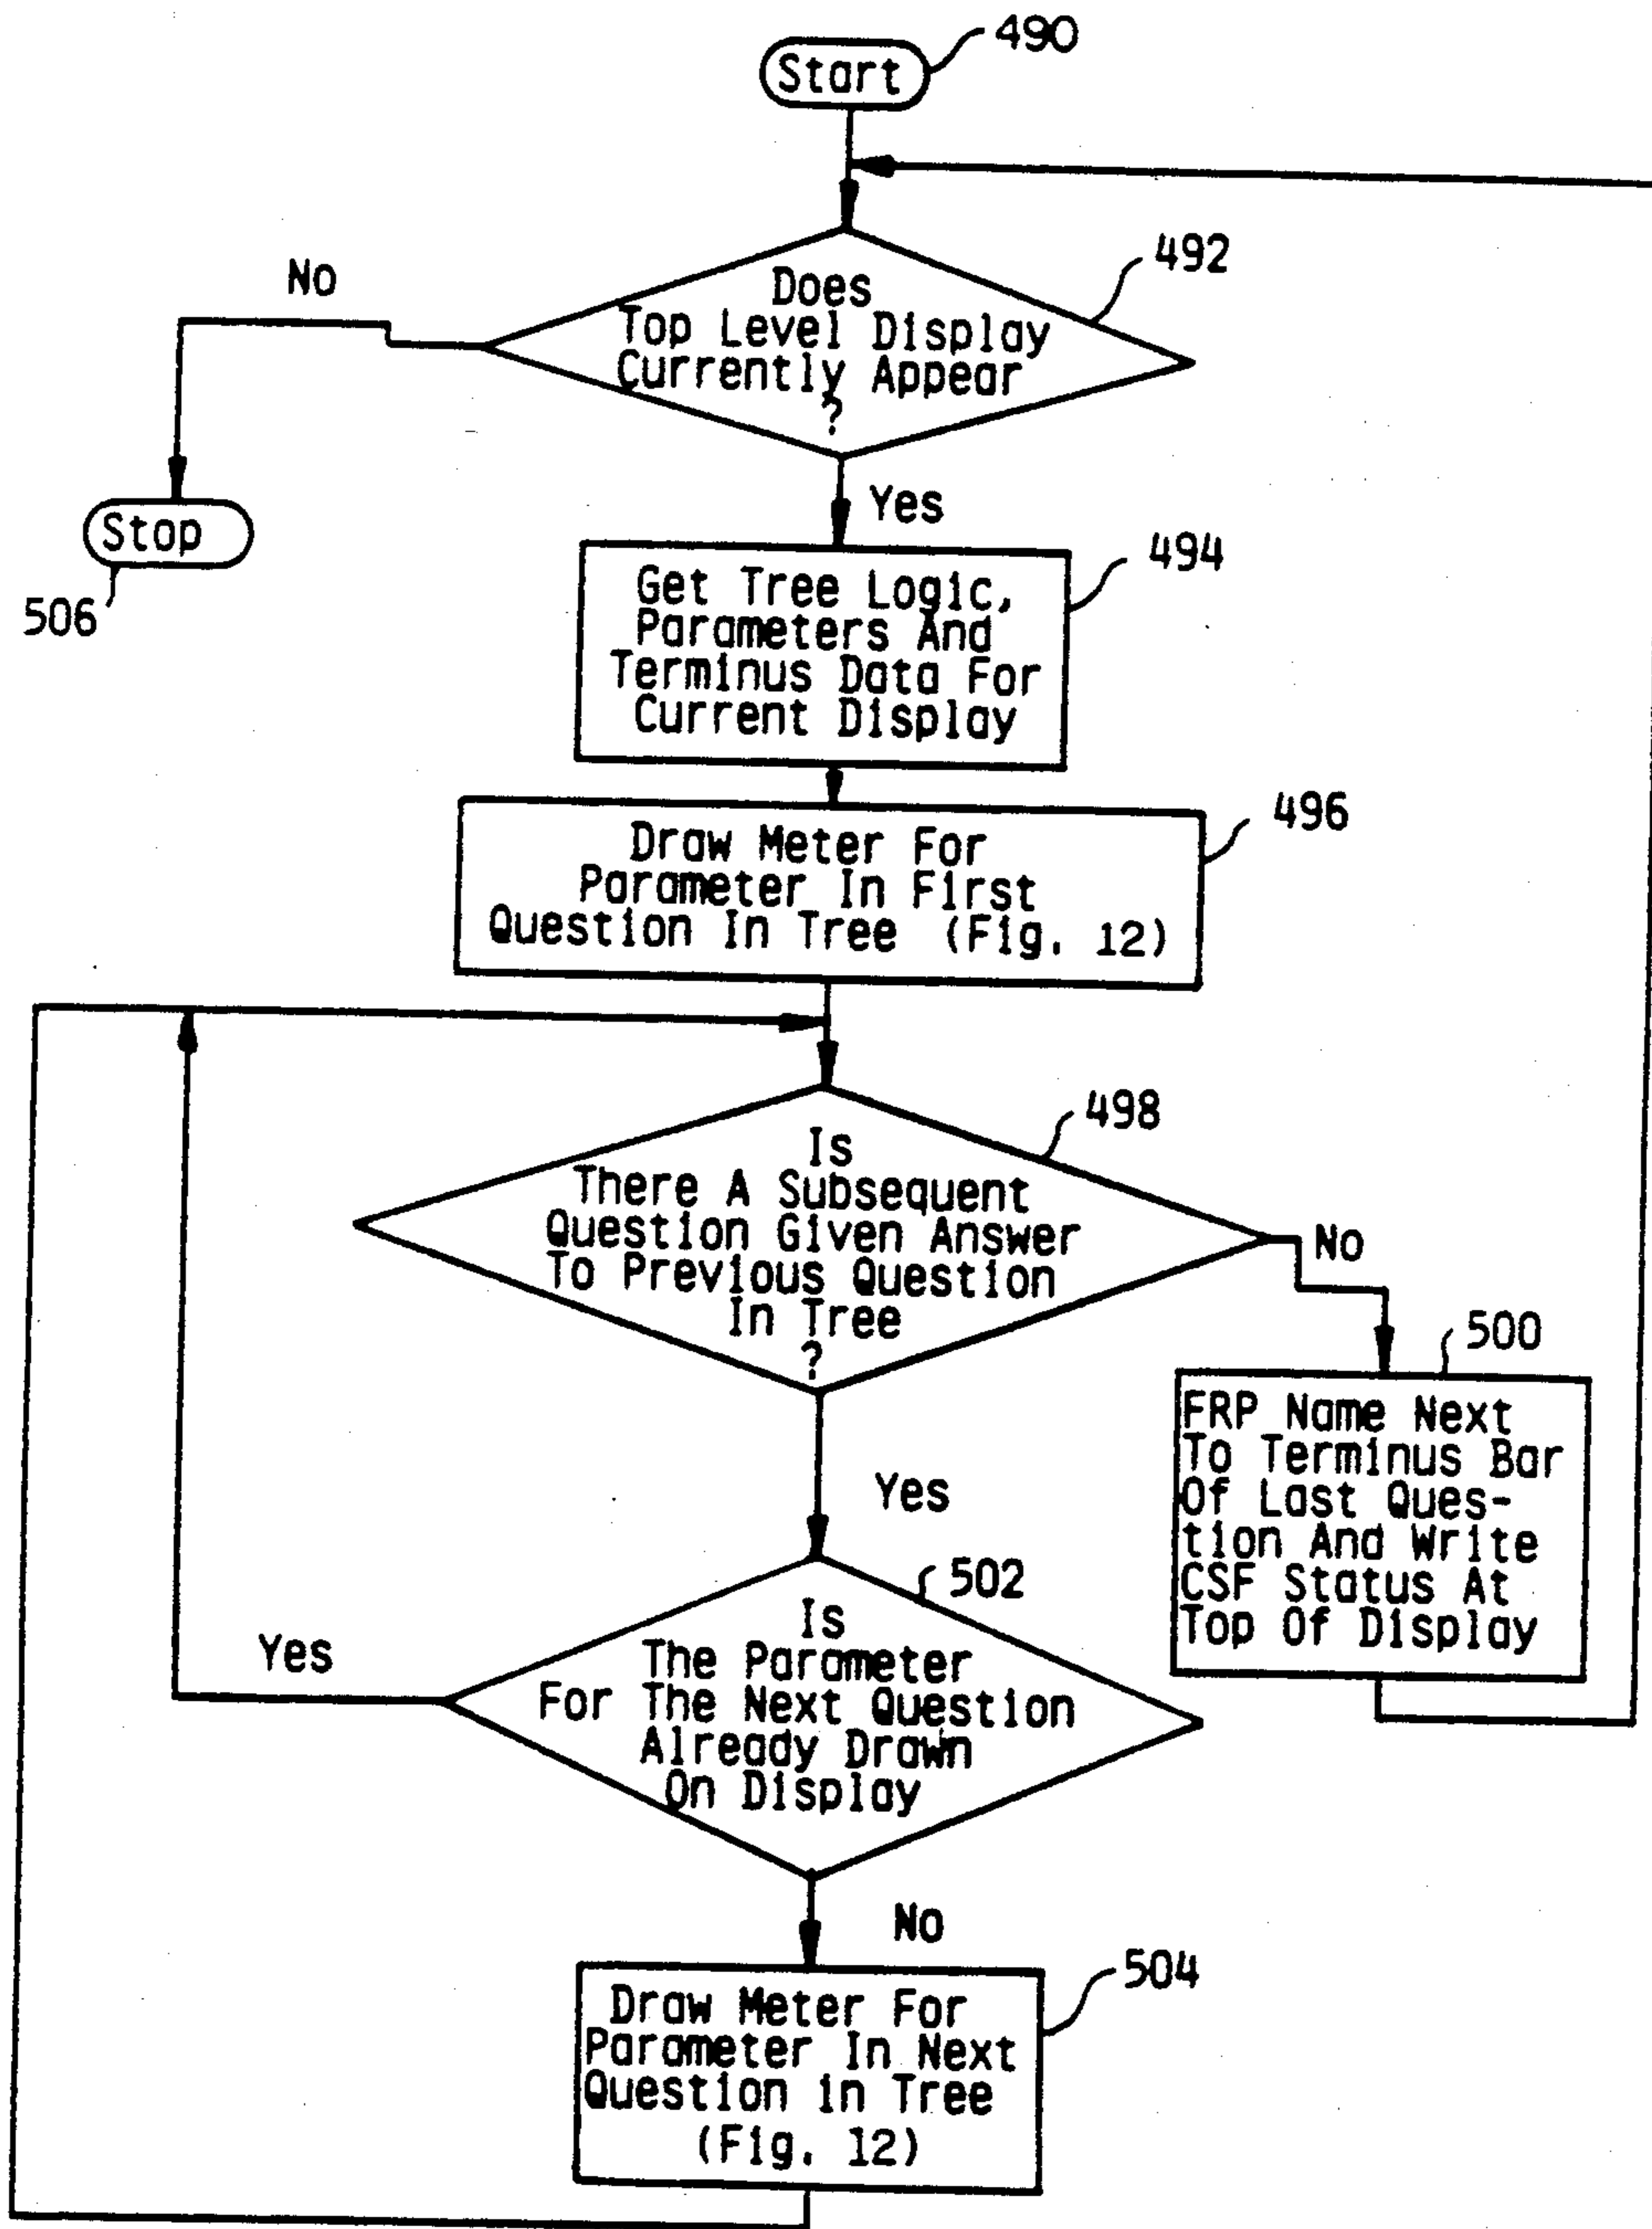 Start
490
No
492
Does
Top Level Display
Currently Appear
?
Stop
506
Yes
494
Get Tree Logic,
Parameters And
Terminus Data For
Current Display
496
Draw Meter For
Parameter In First
Question In Tree (Fig. 12)
498
Is
There A Subsequent
Question Given Answer
To Previous Question
In Tree
?
No
500
FRP Name Next
To Terminus Bar
Of Last Ques-
tion And Write
CSF Status At
Top Of Display
Yes
502
Is
The Parameter
For The Next Question
Already Drawn
On Display
Yes
No
504
Draw Meter For
Parameter In Next
Question in Tree
(Fig. 12)